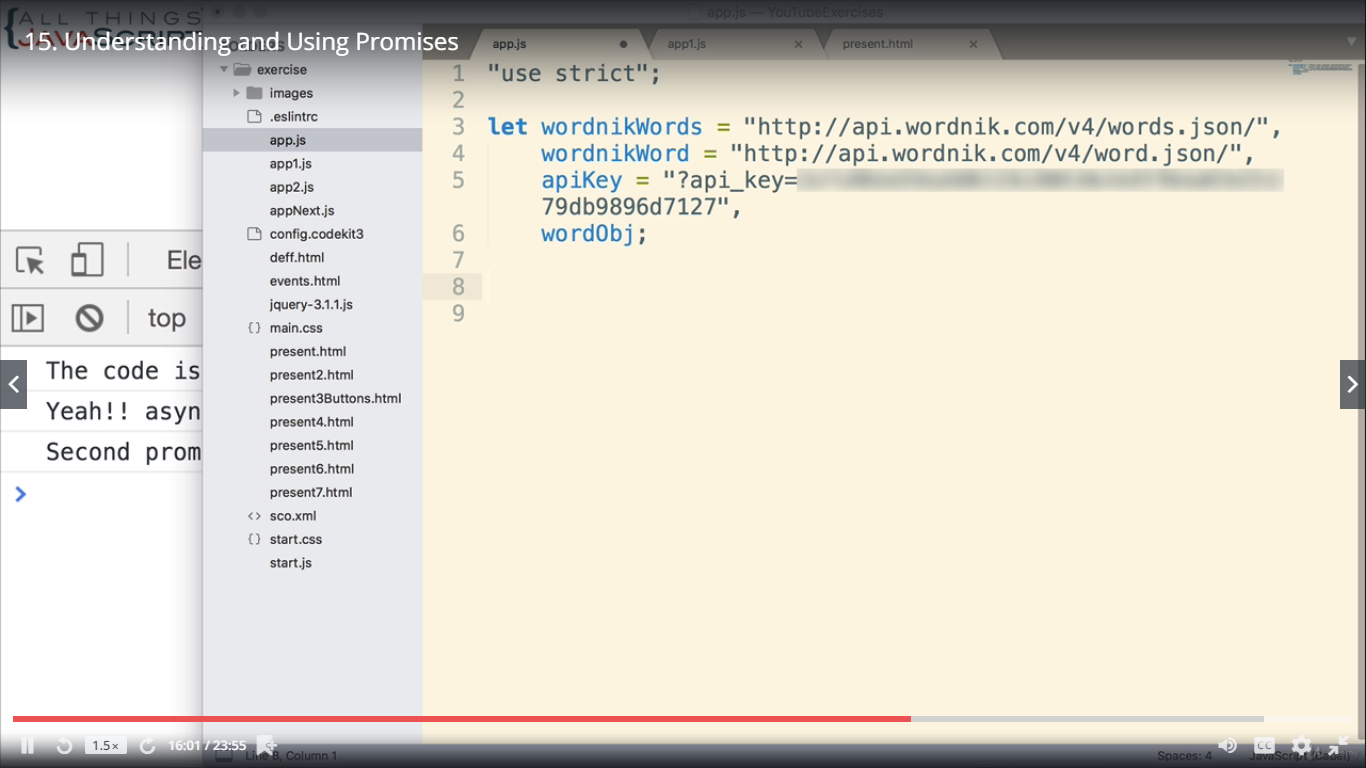 {ALL THINGS
JAVASCRIPT
app.js — YouTubeExercises
15. Understanding and Using Promises
app.js
app1.js
present.html
exercise
images
.eslintrc
app.js
app1.js
app2.js
appNext.js
config.codekit3
deff.html
events.html
jquery-3.1.1.js
{} main.css
present.html
present2.html
present3Buttons.html
present4.html
present5.html
present6.html
present7.html
<> sco.xml
{} start.css
start.js
1 "use strict";
2
3 let wordnikWords = "http://api.wordnik.com/v4/words.json/",
4 wordnikWord = "http://api.wordnik.com/v4/word.json/",
5 apiKey = "?api_key=
79db9896d7127",
6 wordObj;
7
8
9
Ele
top
The code is
Yeah!! asyn
Second prom
1.5×
16:01 / 23:55
CC
Line 8, Column 1
Spaces: 4
JavaScript (Babel)